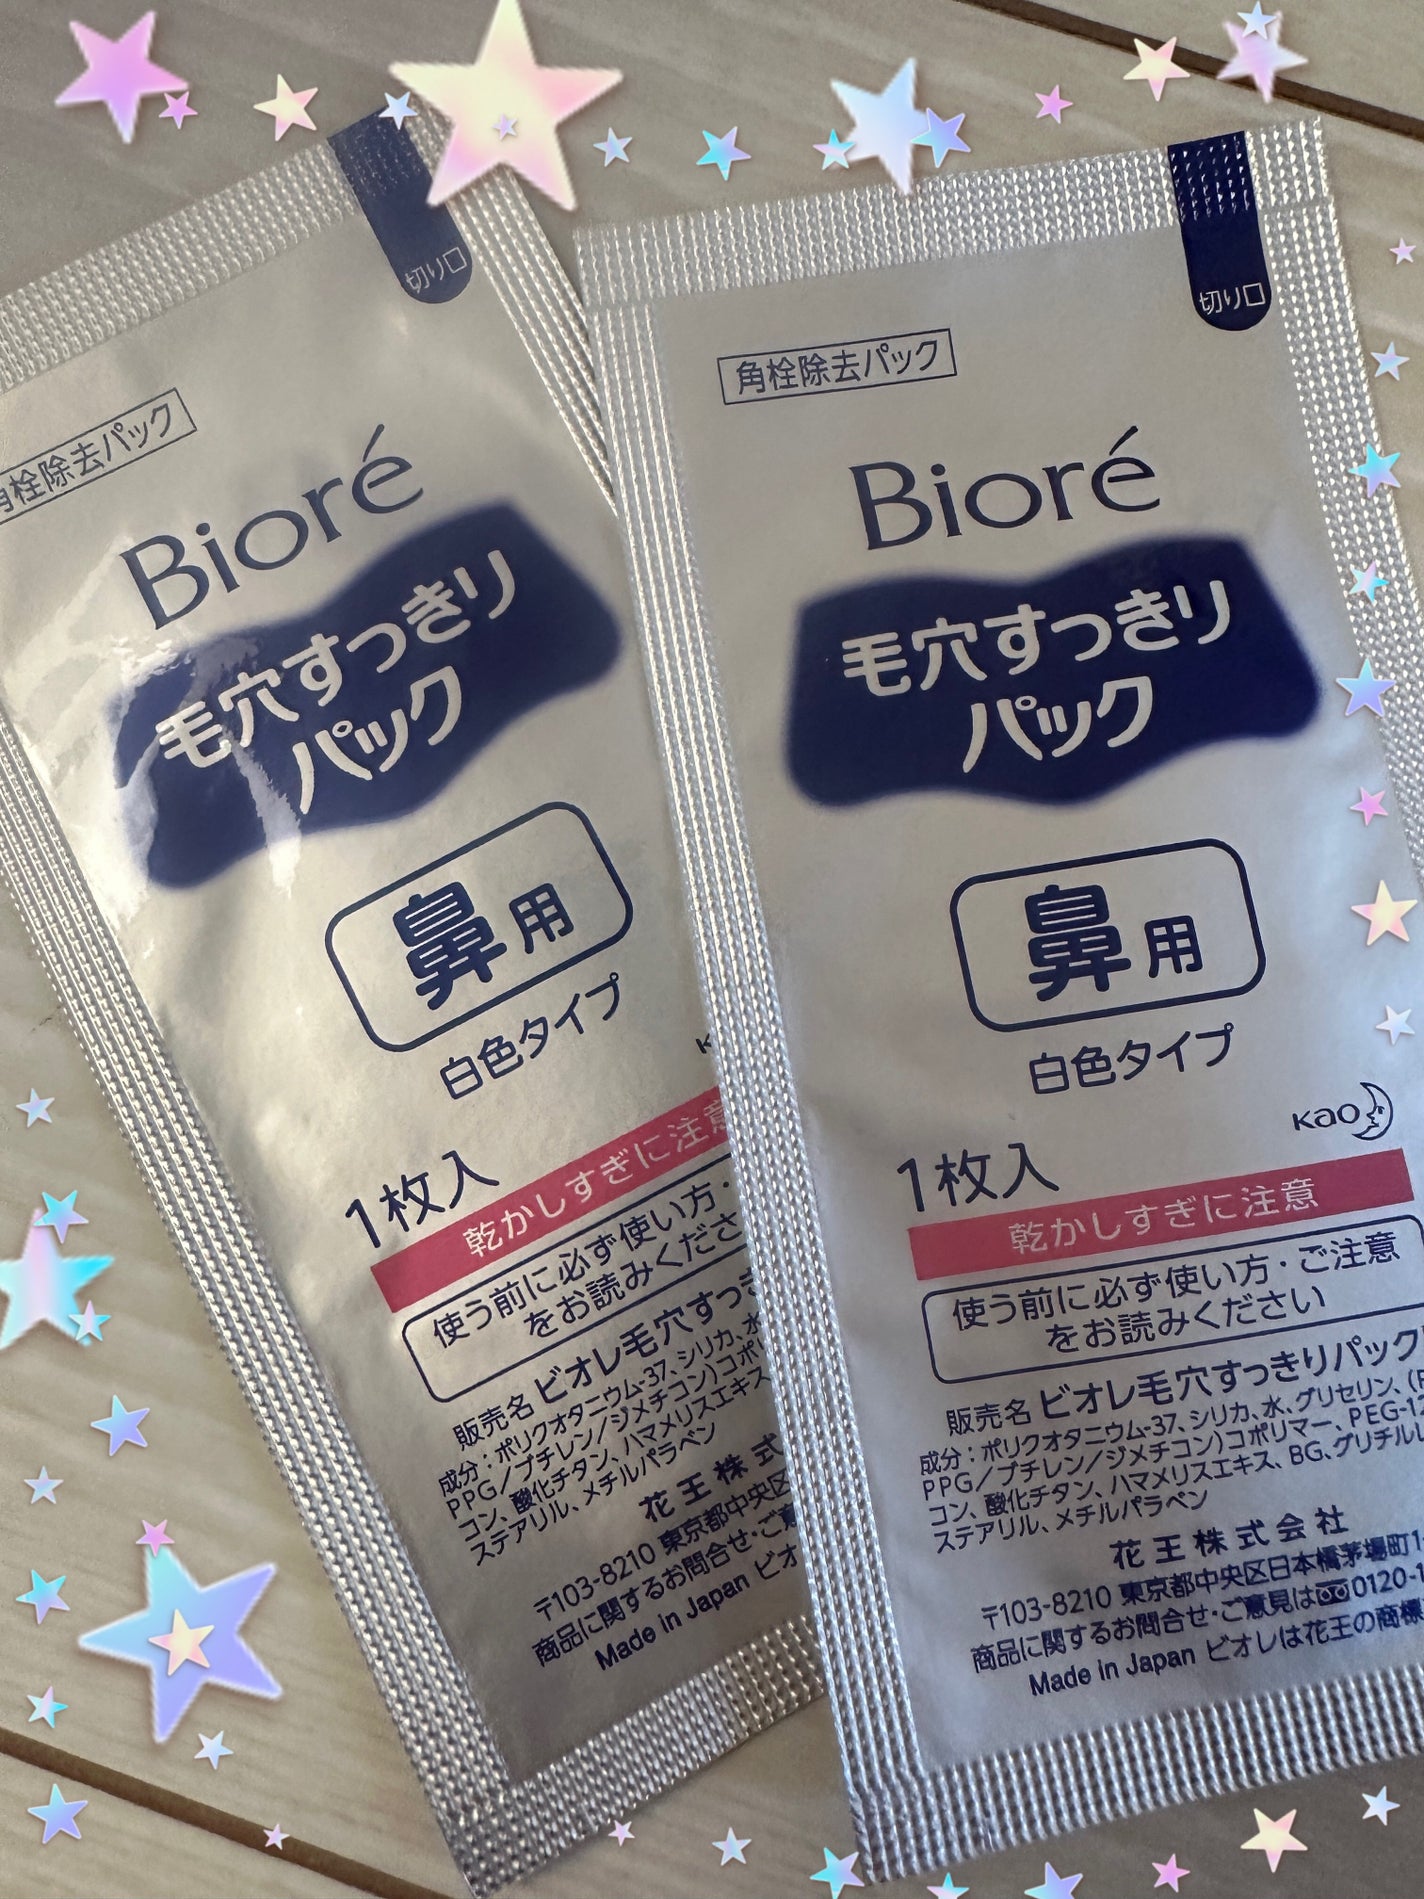 切り口
角栓除去パック
Bioré
毛穴すっきり
パック
鼻用
白色タイプ
1枚入
乾かしすぎに注意
使う前に必ず使い方・
をお読みくださ
販売名 ビオレ毛穴すっき
成分：ポリクオタニウム-37、シリカ、水
PPG／ブチレン／ジメチコン）コポ
コン、酸化チタン、ハマメリスエキス
ステアリル、メチルパラベン
花王株式
〒103-8210 東京都中央区
商品に関するお問合せ・ご意
Made in Japan ビオ
切り口
角栓除去パック
Bioré
毛穴すっきり
パック
鼻用
白色タイプ
Kao
1枚入
乾かしすぎに注意
使う前に必ず使い方・ご注意
をお読みください
販売名 ビオレ毛穴すっきりパック
成分：ポリクオタニウム-37、シリカ、水、グリセリン、（
PPG／ブチレン／ジメチコン）コポリマー、PEG-12
コン、酸化チタン、ハマメリスエキス、BG、グリチルレ
ステアリル、メチルパラベン
花王株式会社
〒103-8210 東京都中央区日本橋茅場町1
商品に関するお問合せ・ご意見は 0120-1
Made in Japan ビオレは花王の商標